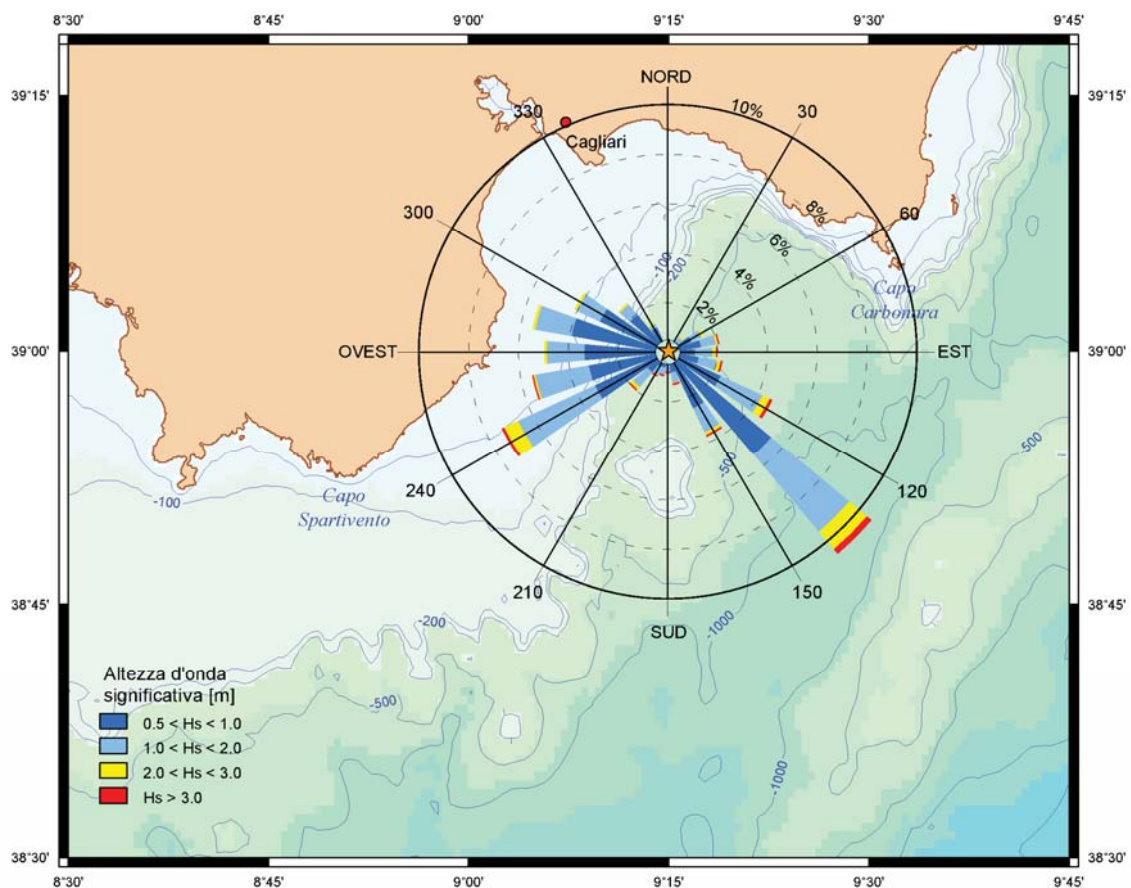 8°30' 8°45' 9°00' 9°15' 9°30' 9°45'
39°15' 39°15'
NORD
330 10% 30
Cagliari
300 8% 60
6%
-100
-200 4%
Capo
Carbonara
2%
39°00' OVEST EST 39°00'
-500
-500
240 120
-100
Capo
Spartivento
210 150
38°45' 38°45'
-200 SUD -1000
Altezza d'onda
significativa [m]
0.5 < Hs < 1.0
1.0 < Hs < 2.0
2.0 < Hs < 3.0
Hs > 3.0
-500
-1000
38°30' 38°30'
8°30' 8°45' 9°00' 9°15' 9°30' 9°45'